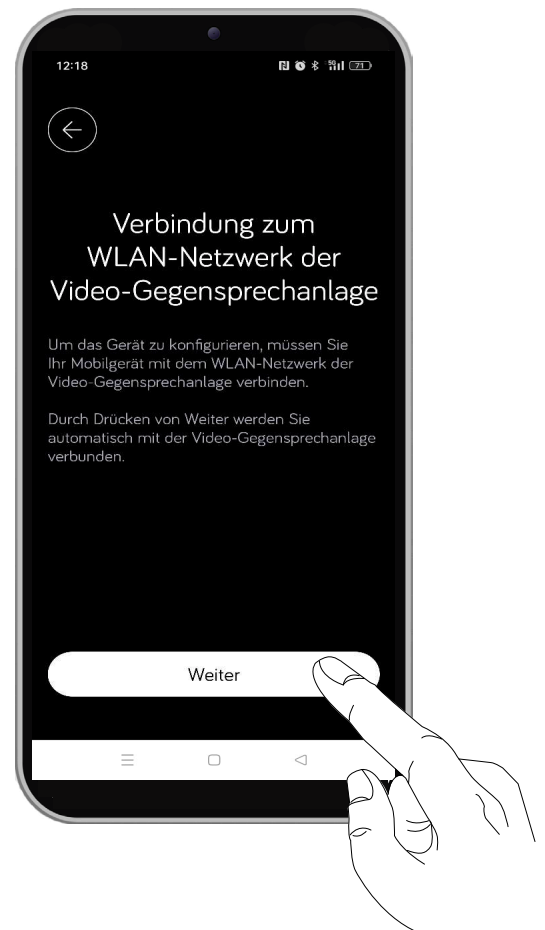 12:18
5G
71
Verbindung zum
WLAN-Netzwerk der
Video-Gegensprechanlage
Um das Gerät zu konfigurieren, müssen Sie
Ihr Mobilgerät mit dem WLAN-Netzwerk der
Video-Gegensprechanlage verbinden.
Durch Drücken von Weiter werden Sie
automatisch mit der Video-Gegensprechanlage
verbunden.
Weiter